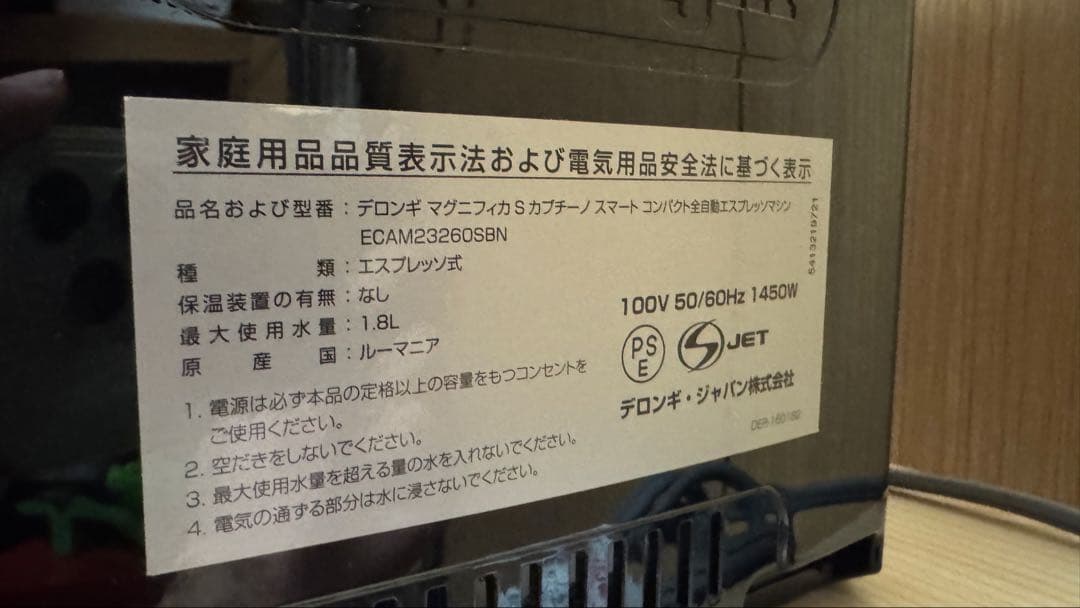 家庭用品品質表示法および電気用品安全法に基づく表示
品名および型番：デロンギ マグニフィカ S カプチーノ スマート コンパクト全自動エスプレッソマシン
ECAM23260SBN
種類：エスプレッソ式
保温装置の有無：なし
最大使用水量：1.8L
原産国：ルーマニア
1. 電源は必ず本品の定格以上の容量をもつコンセントを
ご使用ください。
2. 空だきをしないでください。
3. 最大使用水量を超える量の水を入れないでください。
4. 電気の通ずる部分は水に浸さないでください。
100V 50/60Hz 1450W
PS
E
JET
デロンギ・ジャパン株式会社
5413219721